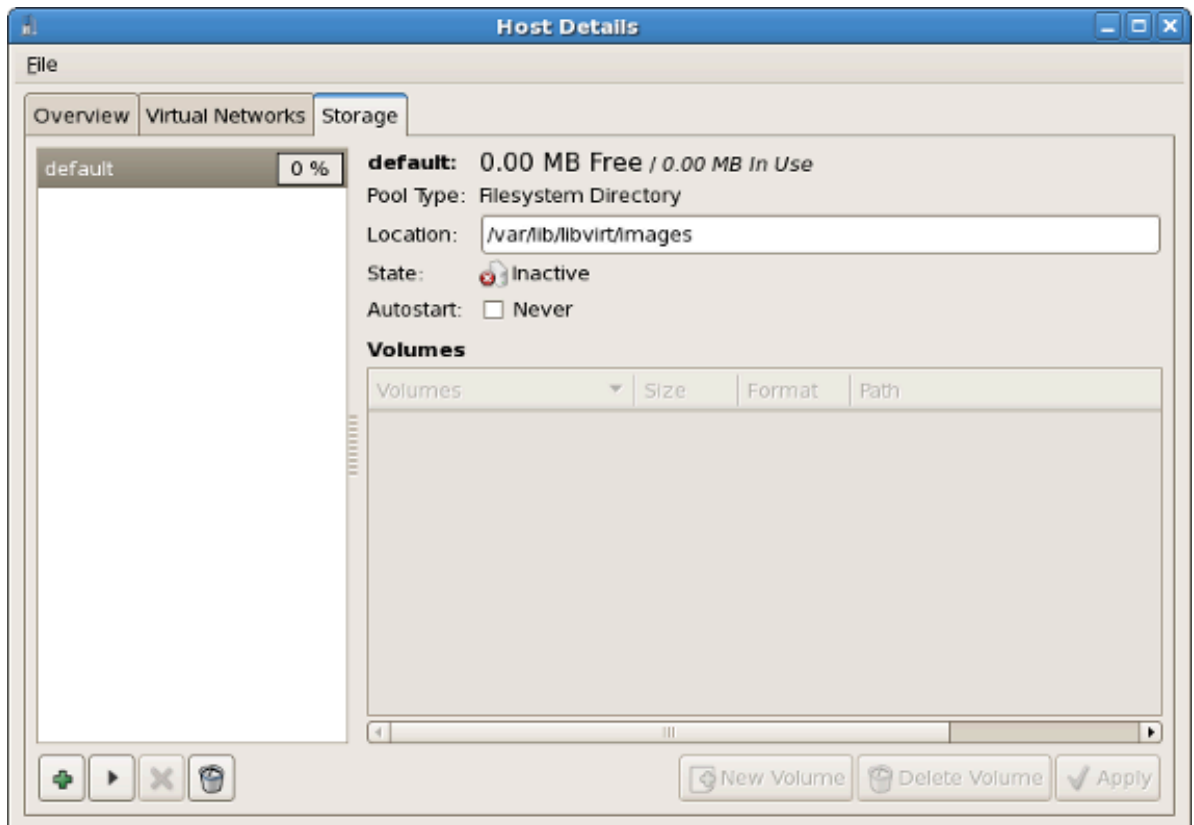 Host Details
File
Overview Virtual Networks Storage
default 0 %
default: 0.00 MB Free / 0.00 MB In Use
Pool Type: Filesystem Directory
Location: /var/lib/libvirt/images
State: Inactive
Autostart: Never
Volumes
Volumes Size Format Path
New Volume Delete Volume Apply